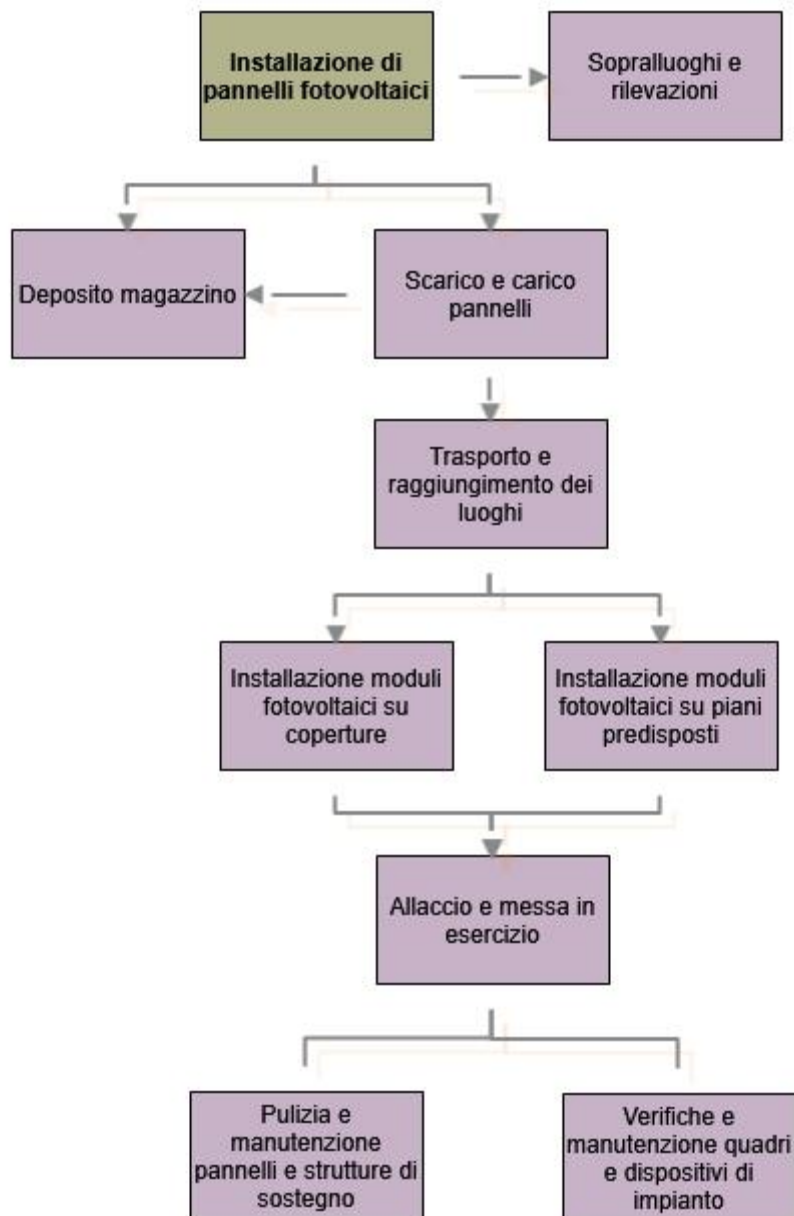 Installazione di
pannelli fotovoltaici
Sopralluoghi e
rilevazioni
Deposito magazzino
Scarico e carico
pannelli
Trasporto e
raggiungimento dei
luoghi
Installazione moduli
fotovoltaici su
coperture
Installazione moduli
fotovoltaici su piani
predisposti
Allaccio e messa in
esercizio
Pulizia e
manutenzione
pannelli e strutture di
sostegno
Verifiche e
manutenzione quadri
e dispositivi di
impianto